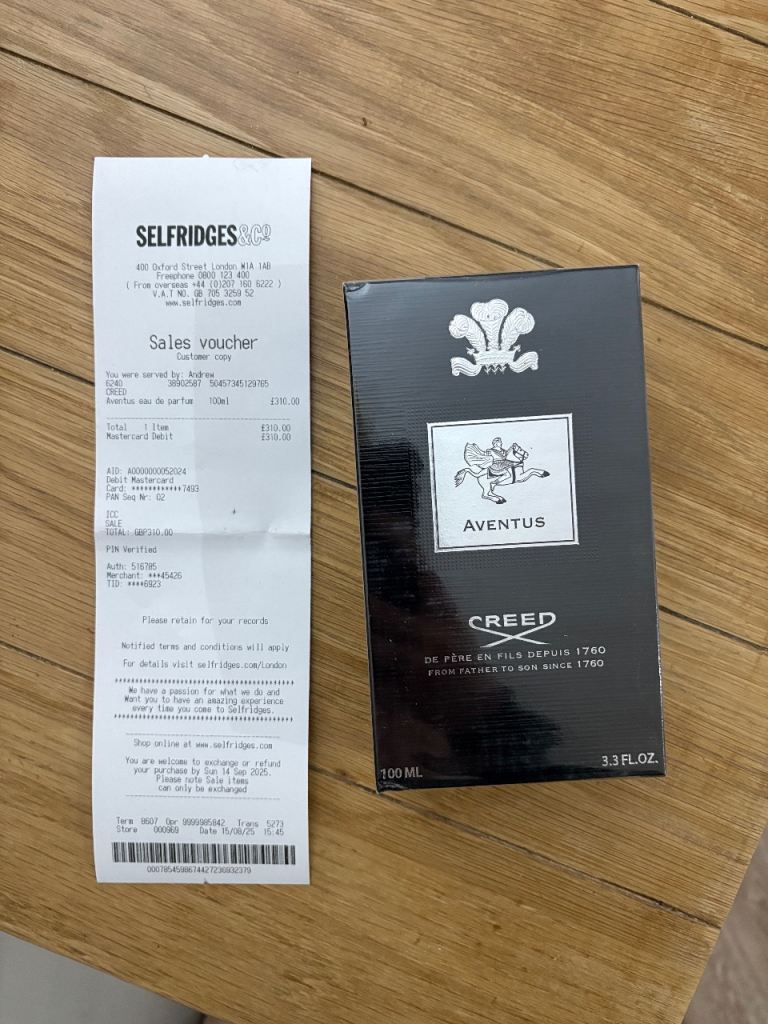 SELFRIDGES&Cº
400 Oxford Street London W1A 1AB
Freephone 0800 123 400
( From overseas +44 (0)207 160 6222 )
V.A.T NO. GB 705 3259 52
www.selfridges.com
Sales voucher
Customer copy
You were served by: Andrew
6240 38902587 50457345129765
CREED
Aventus eau de parfum 100ml £310.00
Total 1 Item £310.00
Mastercard Debit £310.00
AID: A0000000052024
Debit Mastercard
Card: ************7493
PAN Seq Nr: 02
ICC
SALE
TOTAL: GBP310.00
PIN Verified
Auth: 516785
Merchant: ***45426
TID: ****6923
Please retain for your records
Notified terms and conditions will apply
For details visit selfridges.com/London
We have a passion for what we do and
Want you to have an amazing experience
every time you come to Selfridges.
Shop online at www.selfridges.com
You are welcome to exchange or refund
your purchase by Sun 14 Sep 2025.
Please note Sale items
can only be exchanged
Term 8607 Opr 9999985842 Trans 5273
Store 000969 Date 15/08/25 15:45
AVENTUS
CREED
DE PÈRE EN FILS DEPUIS 1760
FROM FATHER TO SON SINCE 1760
100 ML 3.3 FL.OZ.